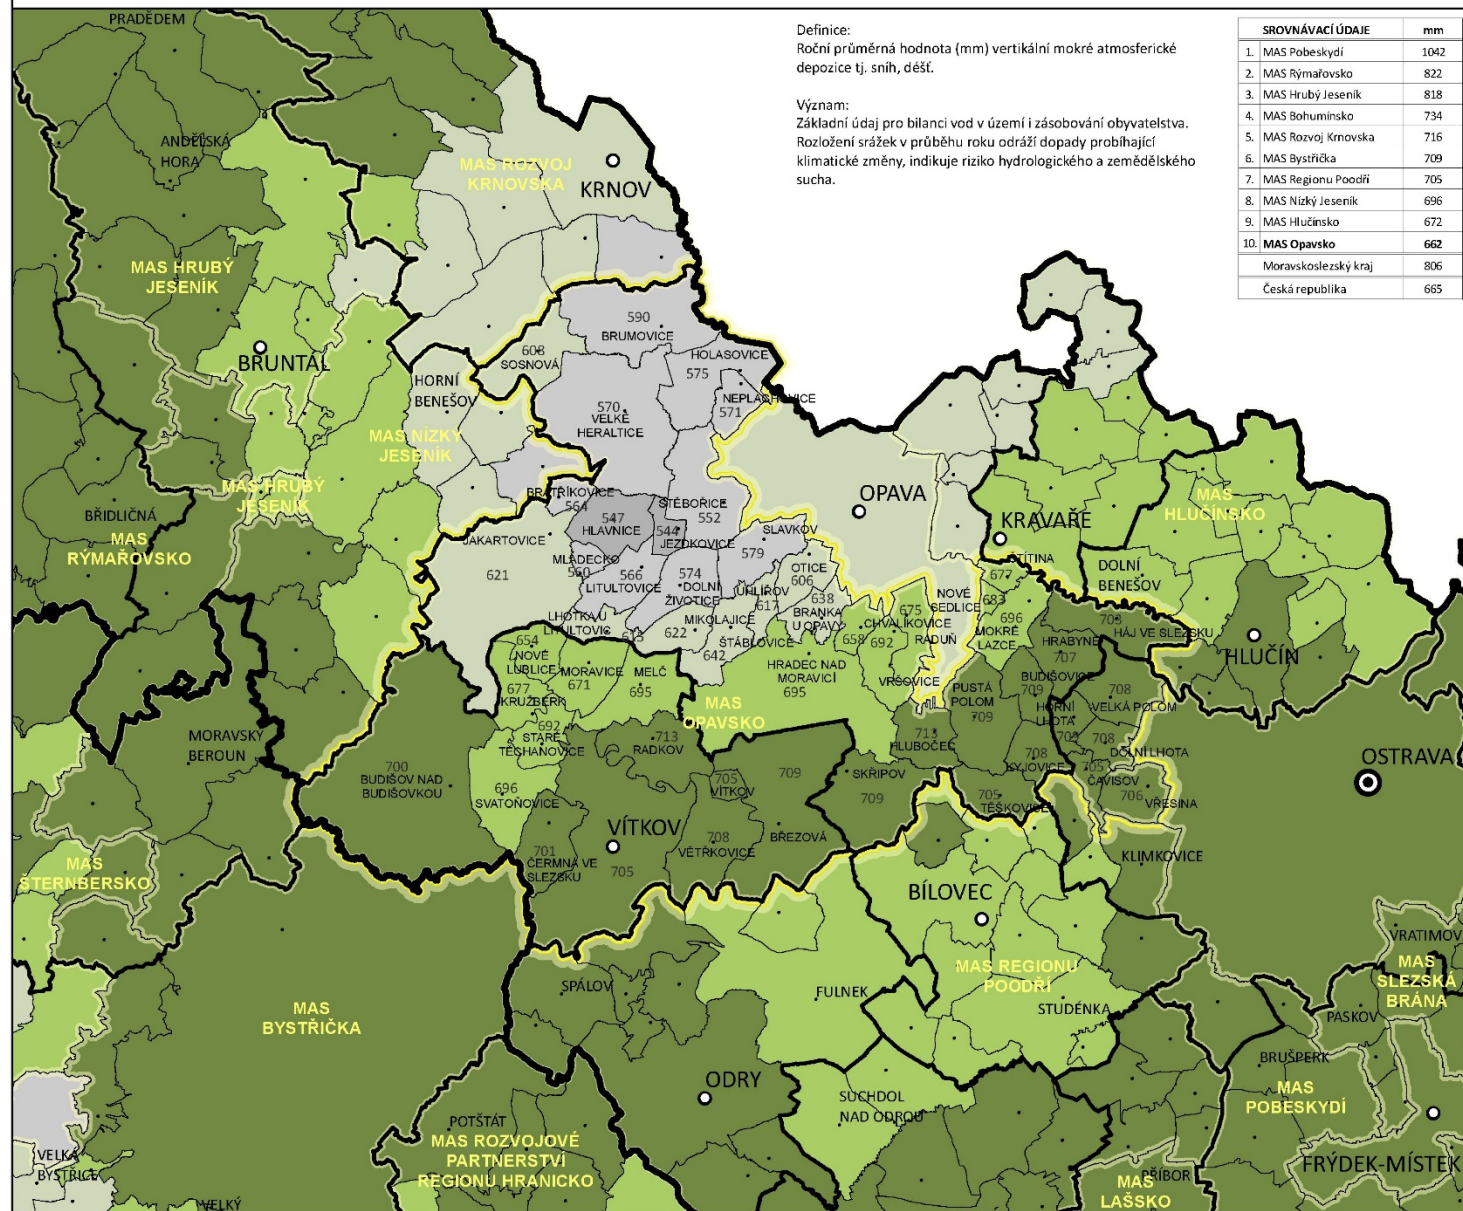 Definice:
Roční průměrná hodnota (mm) vertikální mokré atmosferické
depozice tj. sníh, déšť.
Význam:
Základní údaj pro bilanci vod v území i zásobování obyvatelstva.
Rozložení srážek v průběhu roku odráží dopady probíhající
klimatické změny, indikuje riziko hydrologického a zemědělského
sucha.
SROVNÁVACÍ ÚDAJE mm
1. MAS Pobeskydí 1042
2. MAS Rýmařovsko 822
3. MAS Hrubý Jeseník 818
4. MAS Bohumínsko 734
5. MAS Rozvoj Krnovska 716
6. MAS Bystřička 709
7. MAS Regionu Poodří 705
8. MAS Nízký Jeseník 696
9. MAS Hlučínsko 672
10. MAS Opavsko 662
Moravskoslezský kraj 806
Česká republika 665
PRADĚDEM
ANDĚLSKÁ
HORA
MAS ROZVOJ
KRNOVSKA
KRNOV
MAS HRUBÝ
JESENÍK
BRUNTÁL
HORNÍ
BENEŠOV
MAS NÍZKÝ
JESENÍK
MAS HRUBÝ
JESENÍK
BŘIDLIČNÁ
MAS
RÝMAŘOVSKO
590
BRUMOVICE
608
SOSNOVÁ
HOLASOVICE
575
NEPLACHOVICE
571
570
VELKÉ
HERALTICE
BRATŘÍKOVICE
564
547
HLAVNICE
ŠTĚBOŘICE
552
544
JEZDKOVICE
SLAVKOV
579
JAKARTOVICE
621
MLADECKO
560
566
LITULTOVICE
574
DOLNÍ
ŽIVOTICE
UHLÍŘOV
617
OTICE
606
638
BRANKA
U OPAVY
LHOTKA U
LITULTOVIC
MIKOLAJICE
622
ŠTÁBLOVICE
642
OPAVA
KRAVAŘE
MAS
HLUČÍNSKO
DOLNÍ
BENEŠOV
HLUČÍN
ŠTÍTINA
677
683
696
MOKRÉ
LAZCE
NOVÉ
SEDLICE
675
CHVALÍKOVICE
658
692
RADUŇ
VRŠOVICE
HRADEC NAD
MORAVICÍ
695
MAS
OPAVSKO
703
HÁJ VE SLEZSKU
HRABYNĚ
707
BUDIŠOVICE
709
708
VELKÁ POLOM
HORNÍ
LHOTA
708
DOLNÍ LHOTA
705
ČAVISOV
706
VŘESINA
PUSTÁ
POLOM
709
713
HLUBOČEC
708
KYJOVICE
705
TĚŠKOVICE
SKŘIPOV
709
654
NOVÉ
LUBLICE
MORAVICE
671
MELČ
695
677
KRUŽBERK
692
STARÉ
TĚCHANOVICE
713
RADKOV
700
BUDIŠOV NAD
BUDIŠOVKOU
696
SVATOŇOVICE
705
VÍTKOV
709
BŘEZOVÁ
VÍTKOV
705
708
VĚTŘKOVICE
701
ČERMNÁ VE
SLEZSKU
MORAVSKÝ
BEROUN
OSTRAVA
KLIMKOVICE
BÍLOVEC
MAS REGIONU
POODŘÍ
STUDÉNKA
FULNEK
SPÁLOV
ODRY
SUCHDOL
NAD ODROU
MAS
ŠTERNBERSKO
MAS
BYSTŘIČKA
POTŠTÁT
MAS ROZVOJOVÉ
PARTNERSTVÍ
REGIONU HRANICKO
VELKÁ
BYSTŘICE
VELKÝ
VRATIMOV
MAS
SLEZSKÁ
BRÁNA
PASKOV
BRUŠPERK
MAS
POBESKYDÍ
FRÝDEK-MÍSTEK
PŘÍBOR
MAS
LAŠSKO